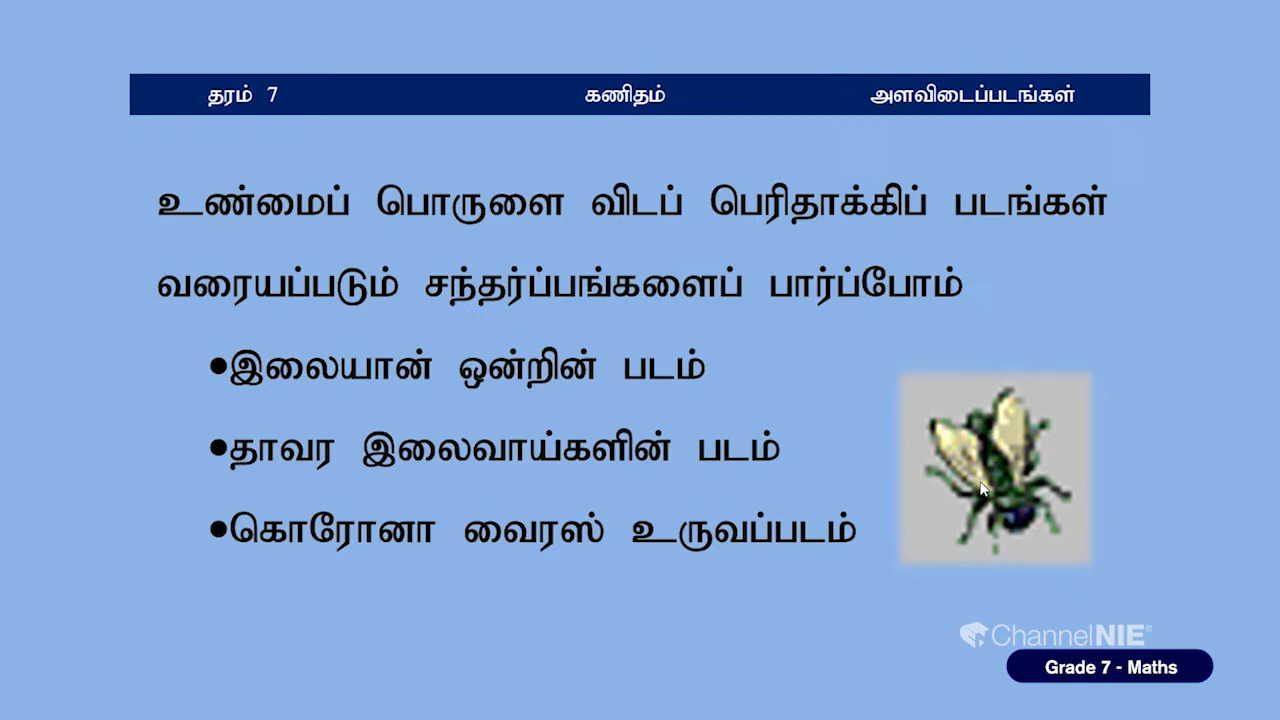 தரம் 7 கணிதம் அளவிடைப்படங்கள்
உண்மைப் பொருளை விடப் பெரிதாக்கிப் படங்கள்
வரையப்படும் சந்தர்ப்பங்களைப் பார்ப்போம்
•இலையான் ஒன்றின் படம்
•தாவர இலைவாய்களின் படம்
•கொரோனா வைரஸ் உருவப்படம்
ChannelNIE®
Grade 7 - Maths